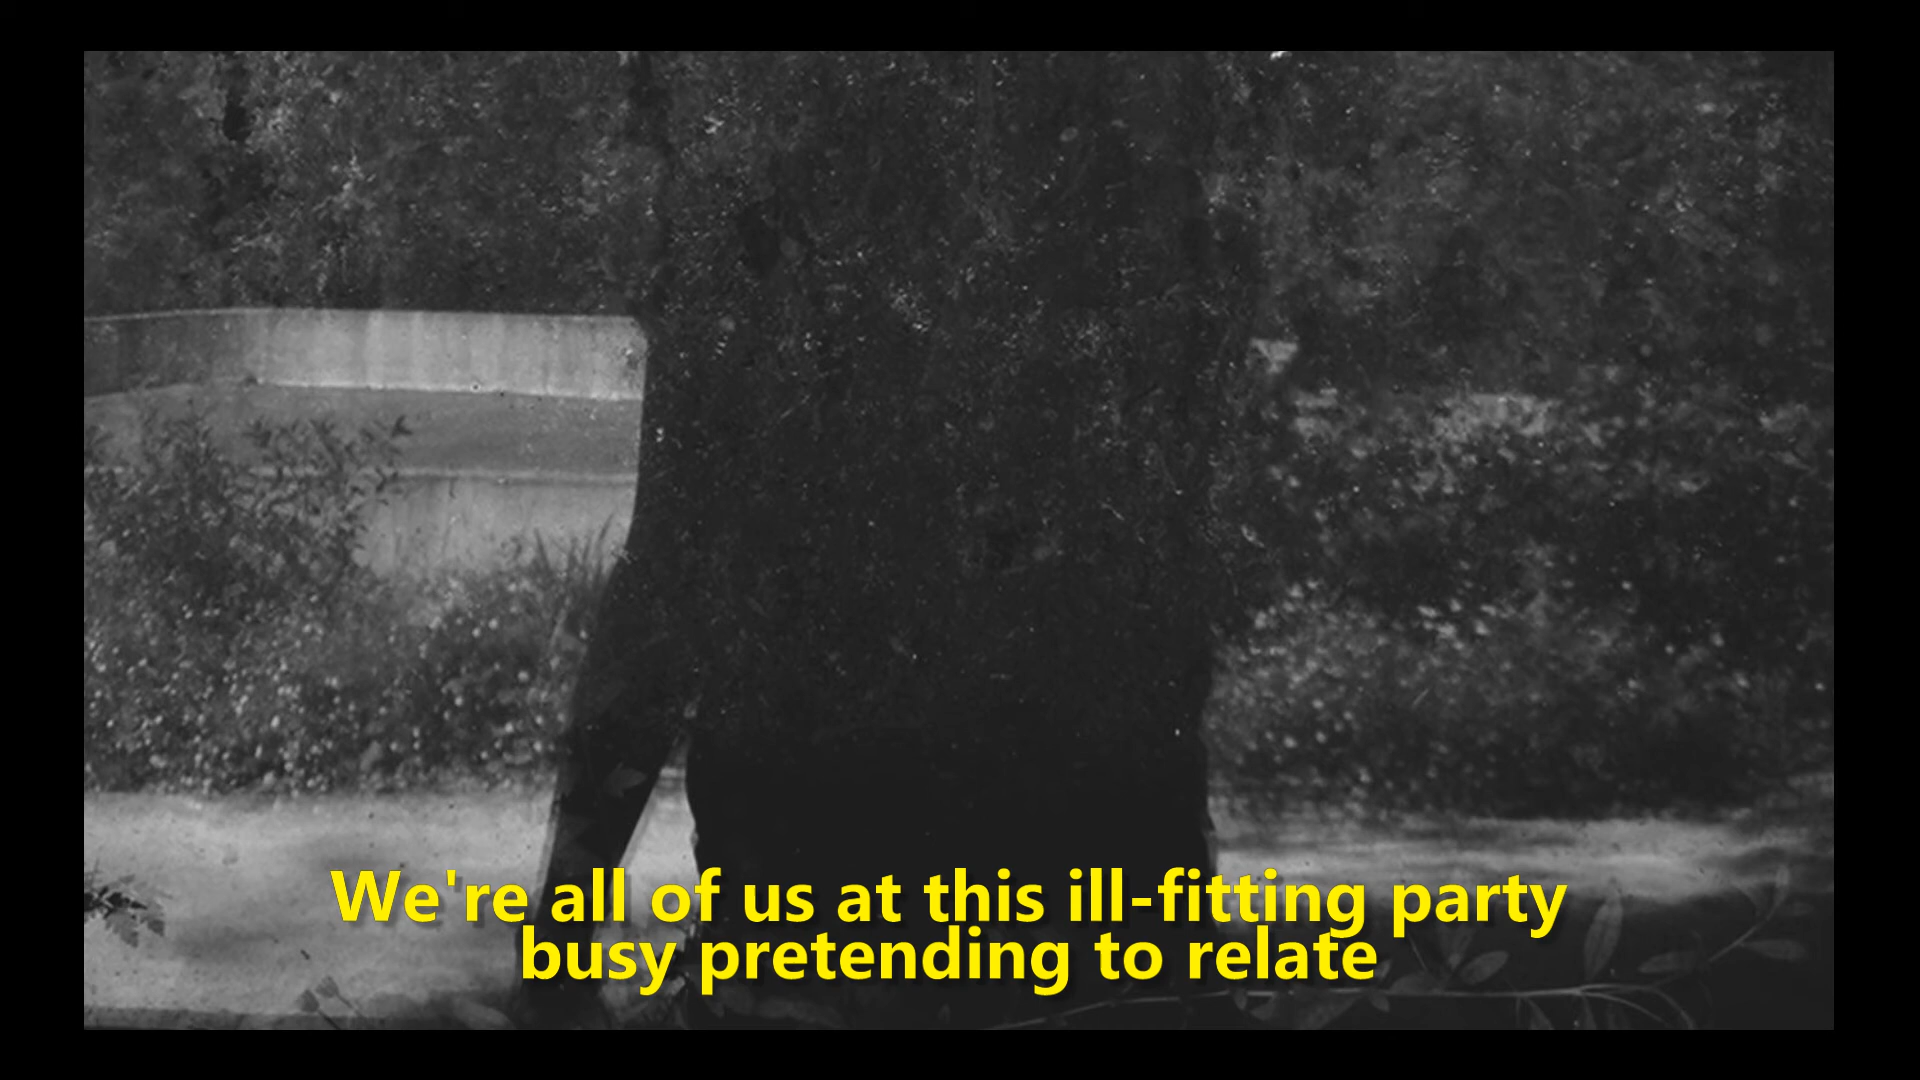 We're all of us at this ill-fitting party
busy pretending to relate